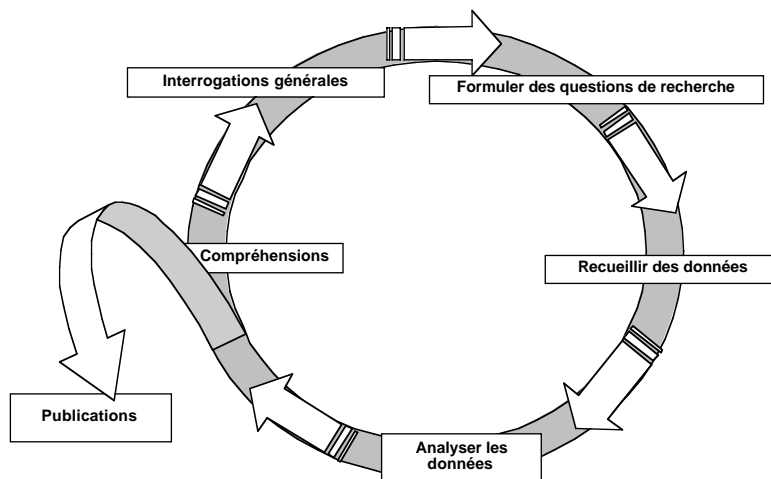 Interrogations générales
Formuler des questions de recherche
Compréhensions
Recueillir des données
Publications
Analyser les
données